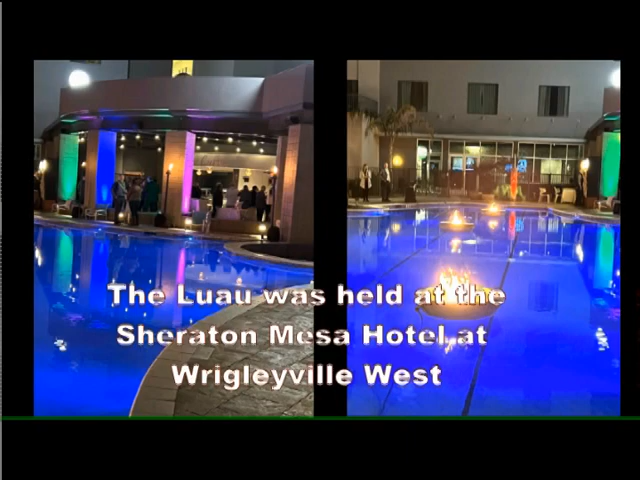 The Luau was held at the
Sheraton Mesa Hotel at
Wrigleyville West